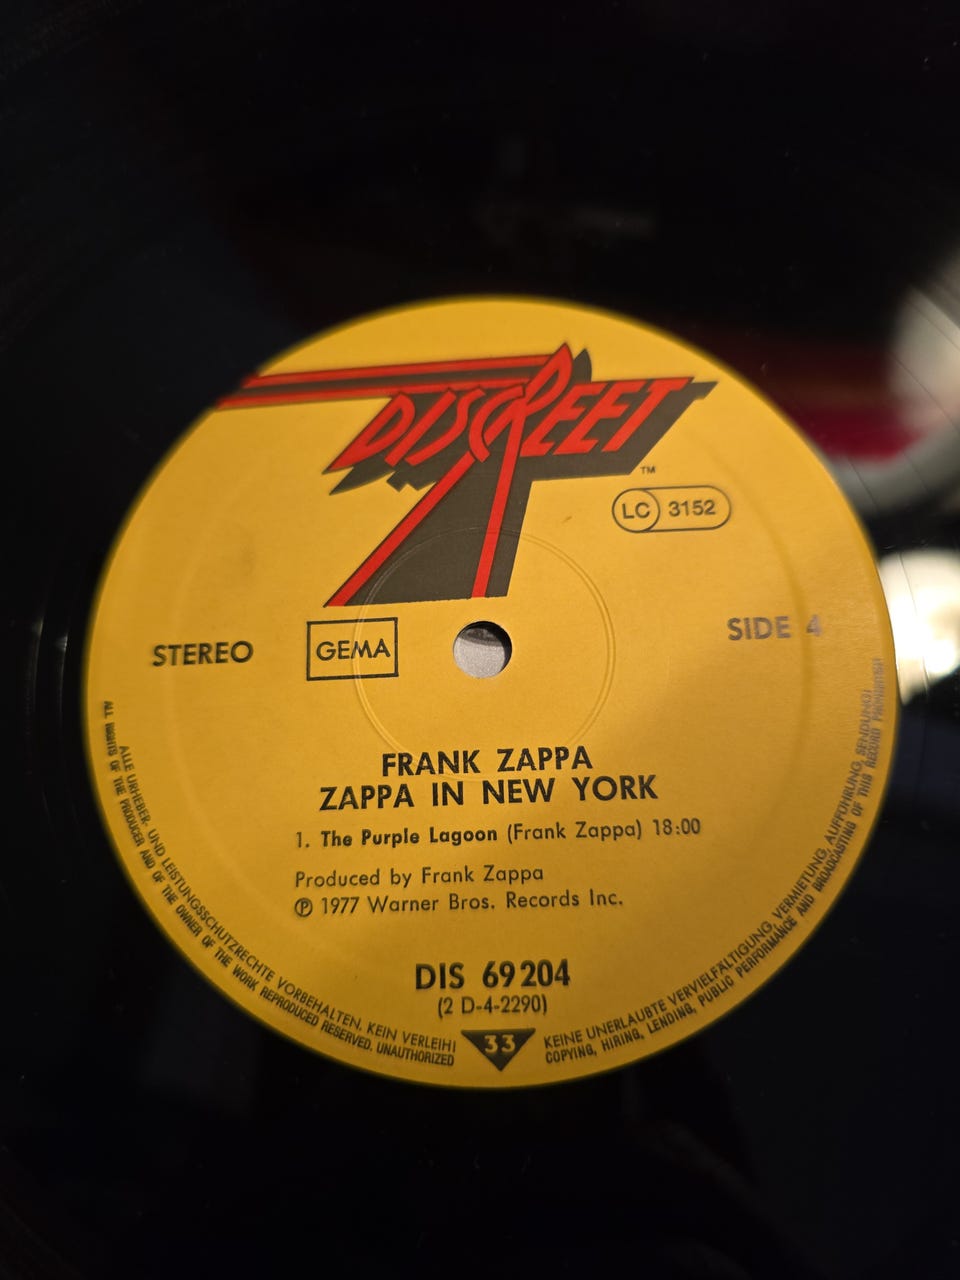 DISCREET
TM
LC 3152
STEREO
GEMA
SIDE 4
FRANK ZAPPA
ZAPPA IN NEW YORK
1. The Purple Lagoon (Frank Zappa) 18:00
Produced by Frank Zappa
℗ 1977 Warner Bros. Records Inc.
DIS 69 204
(2 D-4-2290)
33
ALLE URHEBER- UND LEISTUNGSSCHUTZRECHTE VORBEHALTEN. KEIN VERLEIH! KEINE UNERLAUBTE VERVIELFÄLTIGUNG, VERMIETUNG, AUFFÜHRUNG, SENDUNG!
ALL RIGHTS OF THE PRODUCER AND OF THE OWNER OF THE WORK REPRODUCED RESERVED. UNAUTHORIZED COPYING, HIRING, LENDING, PUBLIC PERFORMANCE AND BROADCASTING OF THIS RECORD PROHIBITED!